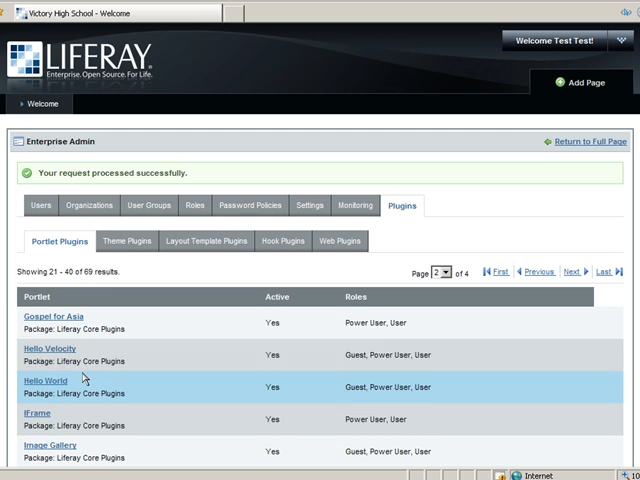 Victory High School - Welcome
LIFERAY.
Enterprise. Open Source. For Life.
Welcome Test Test!
Add Page
Welcome
Enterprise Admin
Return to Full Page
Your request processed successfully.
Users Organizations User Groups Roles Password Policies Settings Monitoring Plugins
Portlet Plugins Theme Plugins Layout Template Plugins Hook Plugins Web Plugins
Showing 21 - 40 of 69 results.
Page 2 of 4 First Previous Next Last
Portlet Active Roles
Gospel for Asia
Package: Liferay Core Plugins
Yes Power User, User
Hello Velocity
Package: Liferay Core Plugins
Yes Guest, Power User, User
Hello World
Package: Liferay Core Plugins
Yes Guest, Power User, User
IFrame
Package: Liferay Core Plugins
Yes Power User, User
Image Gallery
Package: Liferay Core Plugins
Yes Guest, Power User, User
Internet